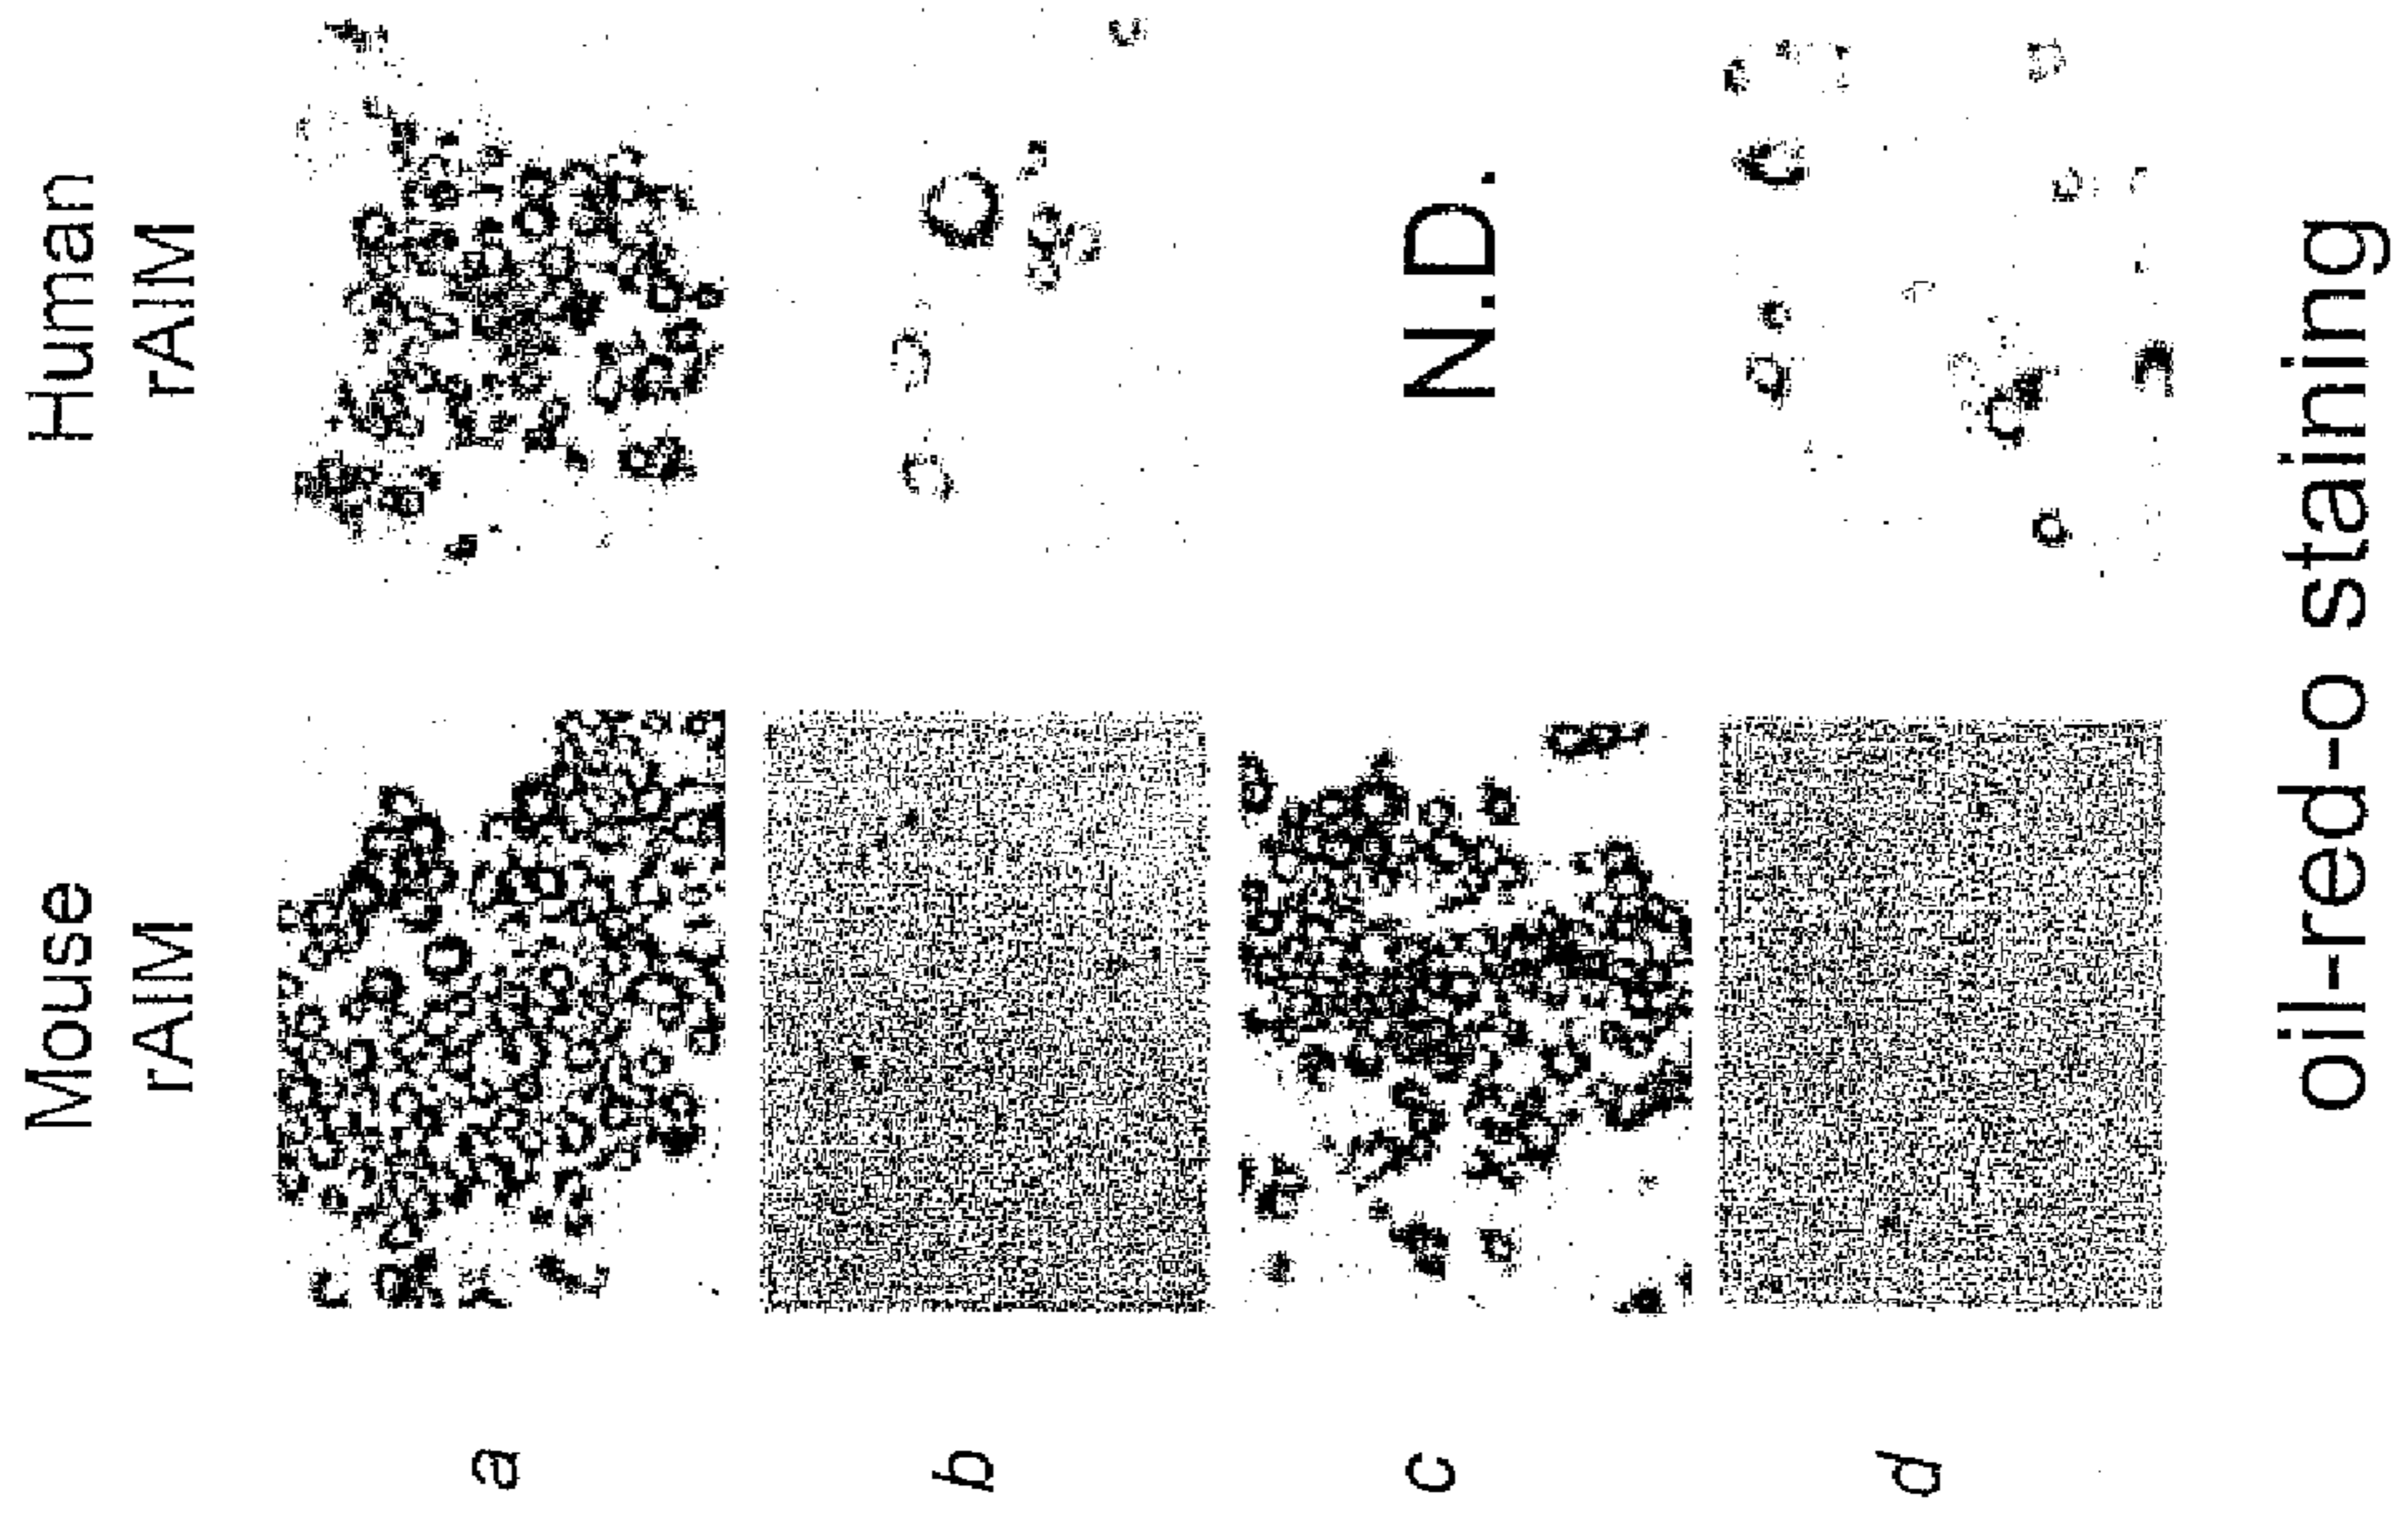 Human
rAIM
Mouse
rAIM
a
b
N.D.
c
d
oil-red-o staining